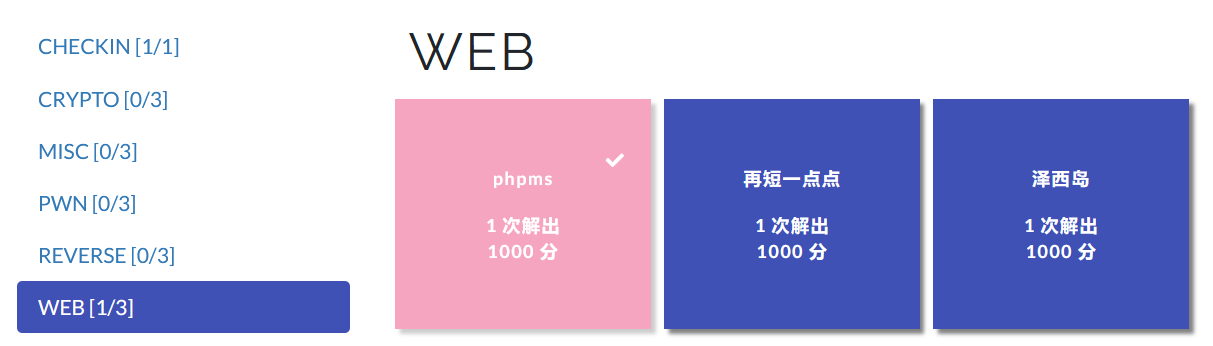 CHECKIN [1/1]
CRYPTO [0/3]
MISC [0/3]
PWN [0/3]
REVERSE [0/3]
WEB [1/3]
WEB
phpms
1 次解出
1000 分
再短一点点
1 次解出
1000 分
泽西岛
1 次解出
1000 分